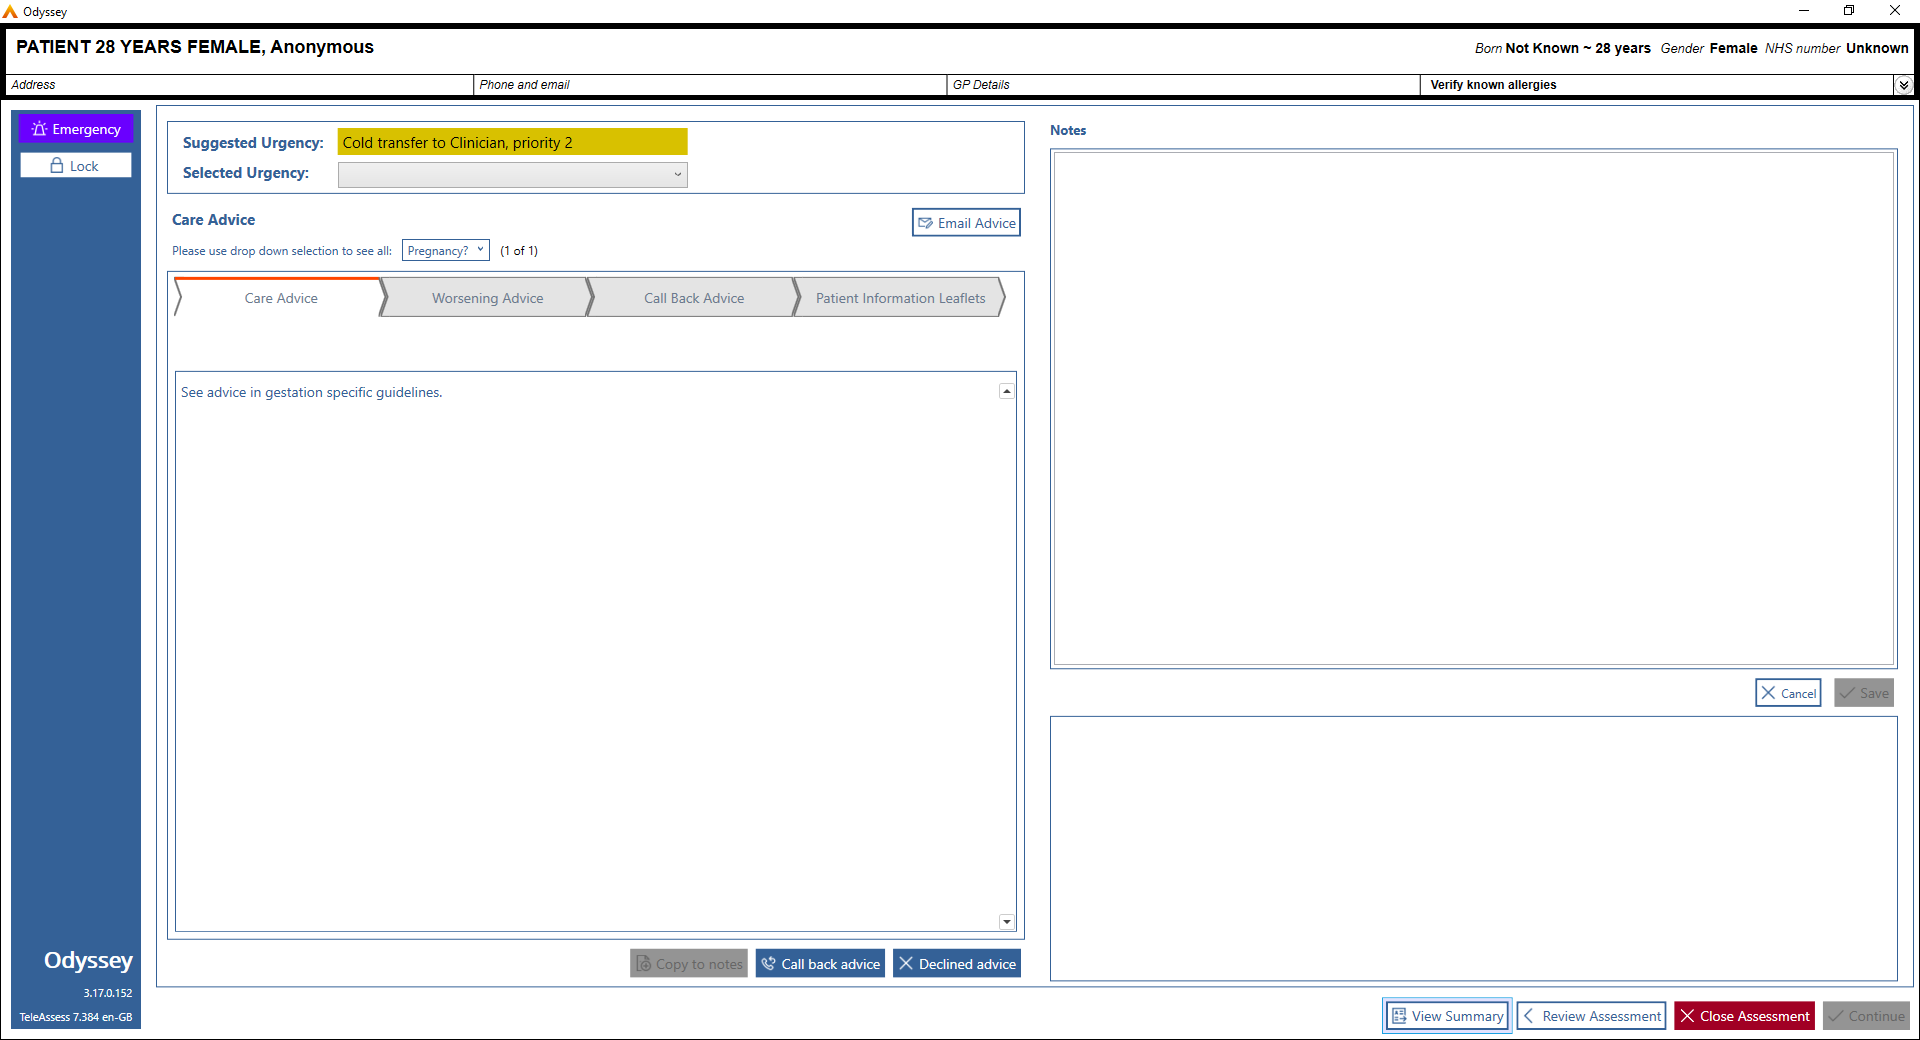 Odyssey
PATIENT 28 YEARS FEMALE, Anonymous
Born Not Known ~ 28 years Gender Female NHS number Unknown
Address
Phone and email
GP Details
Verify known allergies
Emergency
Lock
Suggested Urgency: Cold transfer to Clinician, priority 2
Selected Urgency:
Care Advice
Email Advice
Please use drop down selection to see all: Pregnancy? (1 of 1)
Care Advice
Worsening Advice
Call Back Advice
Patient Information Leaflets
See advice in gestation specific guidelines.
Copy to notes
Call back advice
Declined advice
Notes
Cancel
Save
Odyssey
3.17.0.152
TeleAssess 7.384 en-GB
View Summary
Review Assessment
Close Assessment
Continue